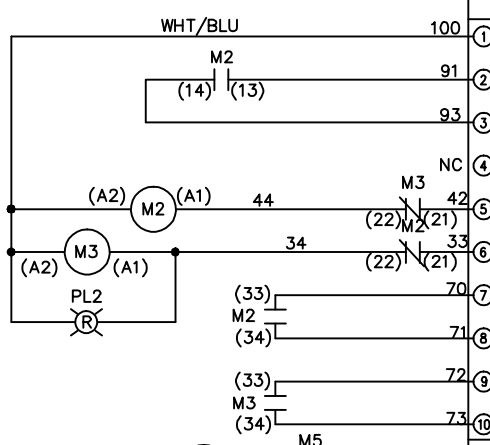 WHT/BLU 100 1
M2
91 2
(14) (13)
93 3
NC 4
M3
(A2) M2 (A1) 44 42 5
(22) (21)
M2
M3 34 33 6
(A2) (A1) (22) (21)
PL2
(33) 70 7
M2
R
(34) 71 8
(33) 72 9
M3
(34) 73 10
M5